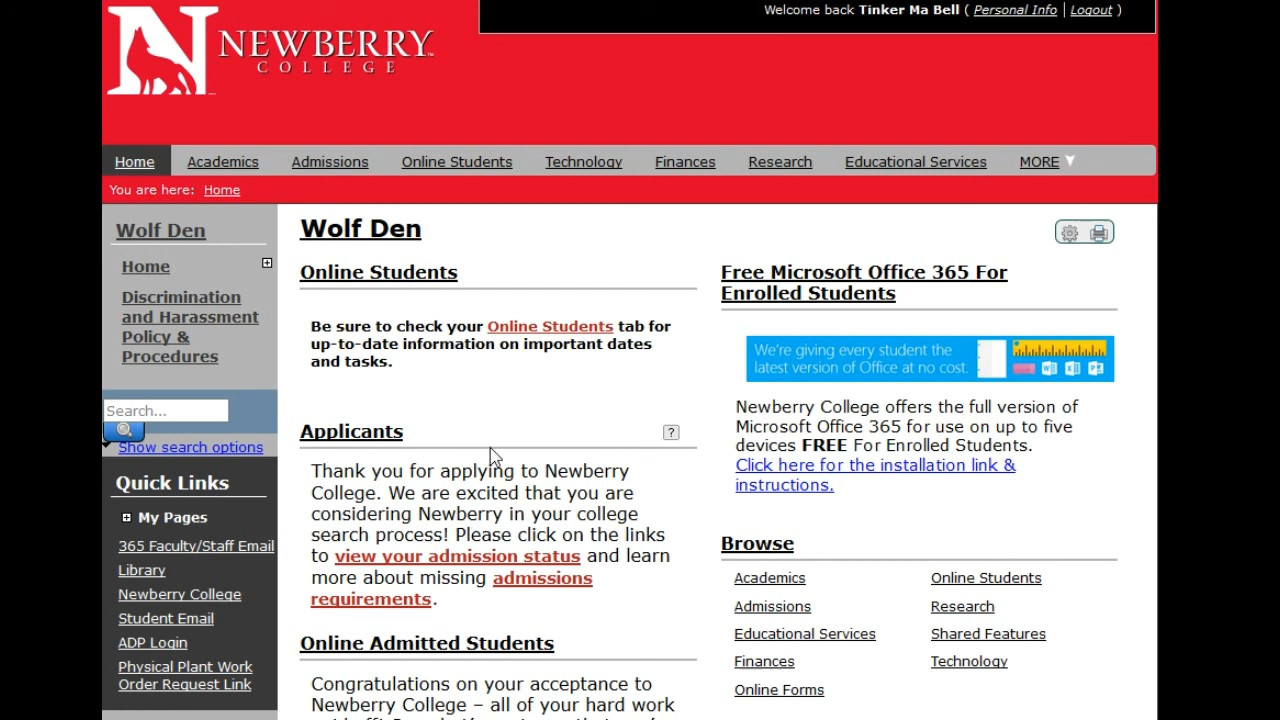 Welcome back Tinker Ma Bell ( Personal Info | Logout )
NEWBERRY™
COLLEGE
Home Academics Admissions Online Students Technology Finances Research Educational Services MORE
You are here: Home
Wolf Den
Home
Discrimination
and Harassment
Policy &
Procedures
Search...
Show search options
Quick Links
My Pages
365 Faculty/Staff Email
Library
Newberry College
Student Email
ADP Login
Physical Plant Work
Order Request Link
Wolf Den
Online Students
Be sure to check your Online Students tab for
up-to-date information on important dates
and tasks.
Applicants
?
Thank you for applying to Newberry
College. We are excited that you are
considering Newberry in your college
search process! Please click on the links
to view your admission status and learn
more about missing admissions
requirements.
Online Admitted Students
Congratulations on your acceptance to
Newberry College – all of your hard work
Free Microsoft Office 365 For
Enrolled Students
We're giving every student the
latest version of Office at no cost.
Newberry College offers the full version of
Microsoft Office 365 for use on up to five
devices FREE For Enrolled Students.
Click here for the installation link &
instructions.
Browse
Academics Online Students
Admissions Research
Educational Services Shared Features
Finances Technology
Online Forms